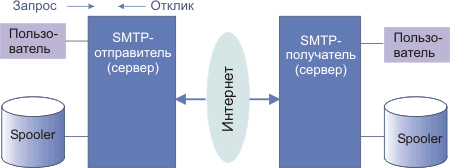 Запрос
Отклик
Пользо-
ватель
SMTP-
отправитель
(сервер)
Spooler
Интернет
SMTP-
получатель
(сервер)
Пользо-
ватель
Spooler